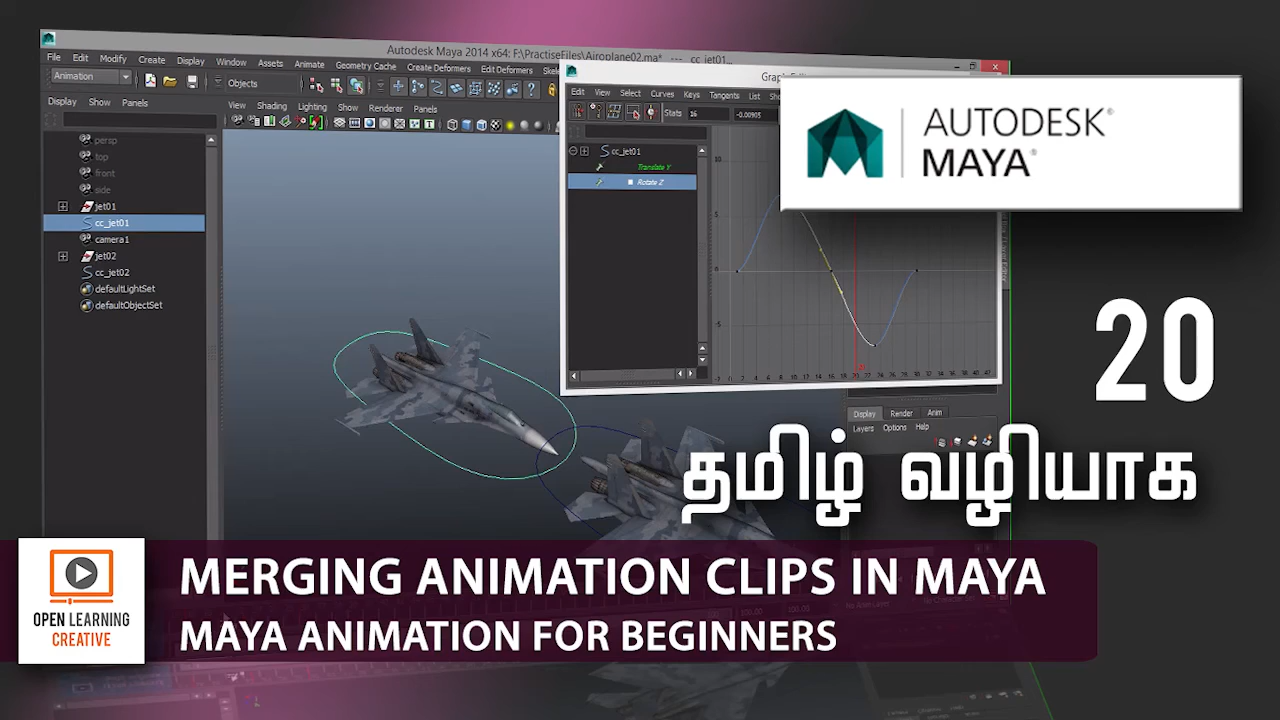 Autodesk Maya 2014 x64: F:\PractiseFiles\Airoplane02.ma* --- cc_jet01...
File Edit Modify Create Display Window Assets Animate Geometry Cache Create Deformers Edit Deformers
Animation
Objects
Display Show Panels
View Shading Lighting Show Renderer Panels
persp
top
front
side
jet01
cc_jet01
camera1
jet02
cc_jet02
defaultLightSet
defaultObjectSet
Edit View Select Curves Keys Tangents List
Stats 16 -0.00905
cc_jet01
Translate Y
Rotate Z
AUTODESK®
MAYA®
20
Display Render Anim
Layers Options Help
தமிழ் வழியாக
MERGING ANIMATION CLIPS IN MAYA
MAYA ANIMATION FOR BEGINNERS
OPEN LEARNING
CREATIVE